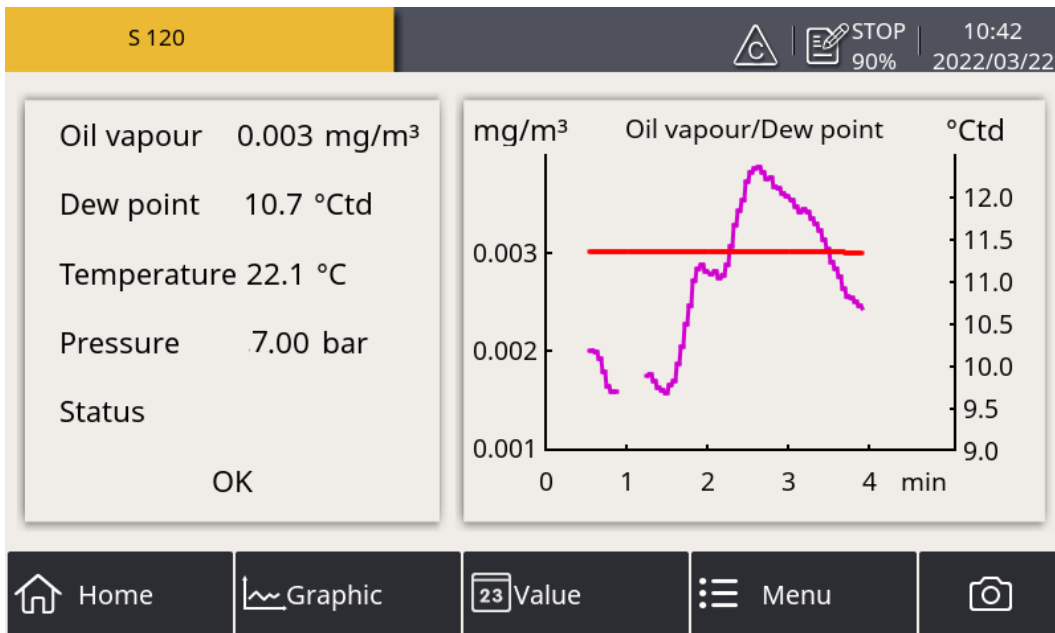 S 120
C
STOP
90%
10:42
2022/03/22
Oil vapour 0.003 mg/m³
Dew point 10.7 °Ctd
Temperature 22.1 °C
Pressure 7.00 bar
Status
OK
mg/m³ Oil vapour/Dew point °Ctd
0.003
0.002
0.001
12.0
11.5
11.0
10.5
10.0
9.5
9.0
0 1 2 3 4 min
Home
Graphic
23 Value
Menu